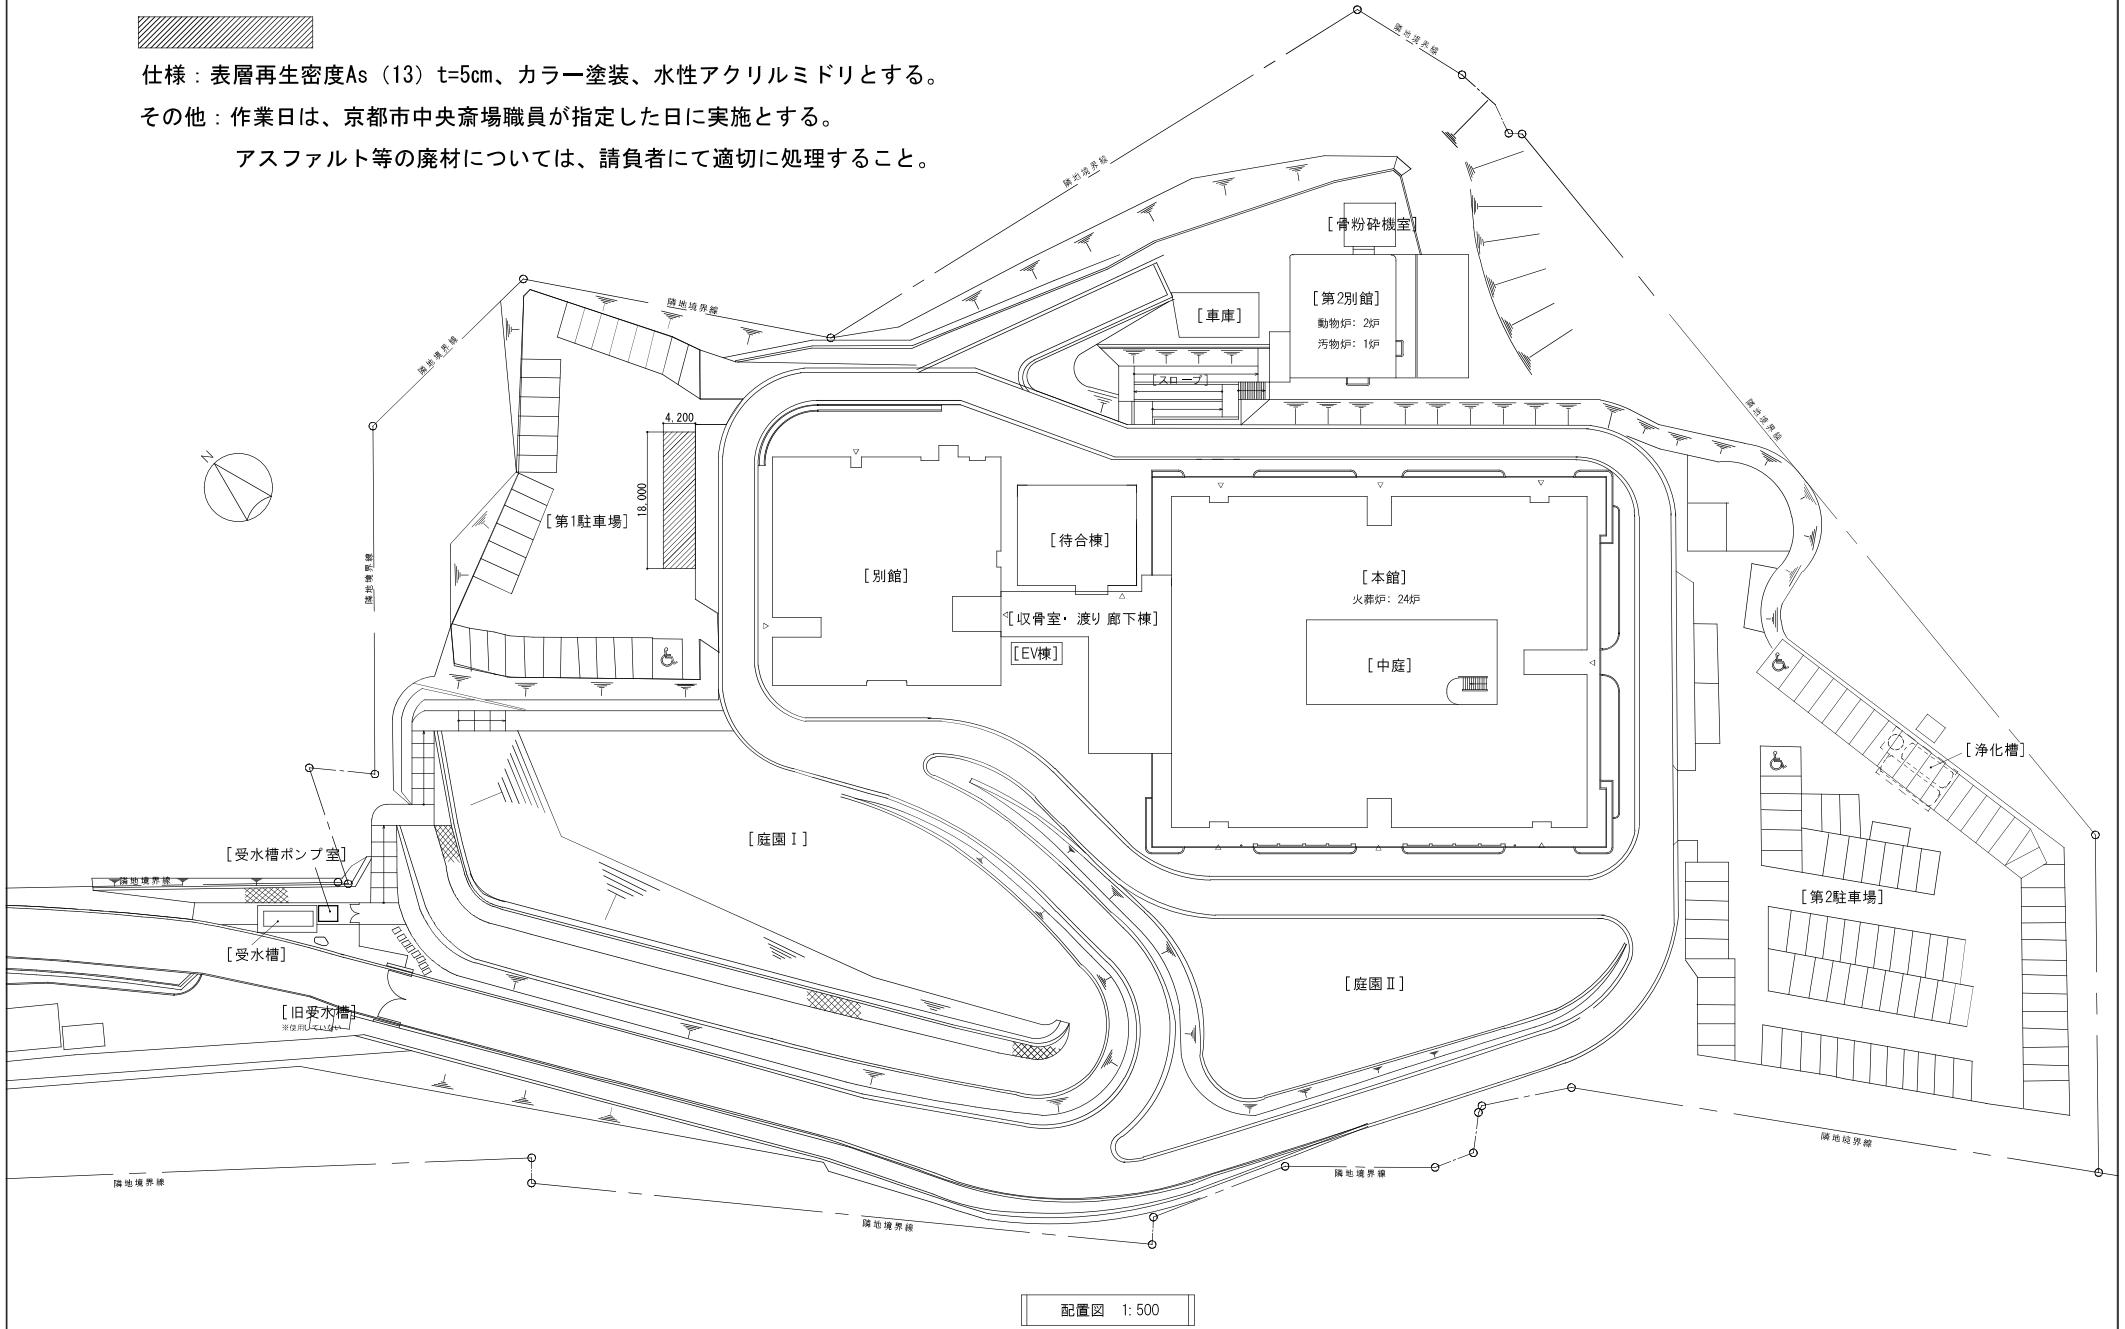 仕様：表層再生密度As（13）t=5cm、カラー塗装、水性アクリルミドリとする。
その他：作業日は、京都市中央斎場職員が指定した日に実施とする。
アスファルト等の廃材については、請負者にて適切に処理すること。
隣地境界線
隣地境界線
[骨粉砕機室]
[第2別館]
動物炉: 2炉
汚物炉: 1炉
[車庫]
隣地境界線
隣地境界線
[スロープ]
隣地境界線
4,200
18,000
N
[第1駐車場]
[待合棟]
[別館]
[本館]
火葬炉: 24炉
隣地境界線
[収骨室・渡り廊下棟]
[EV棟]
[中庭]
[浄化槽]
[庭園Ⅰ]
[受水槽ポンプ室]
隣地境界線
[第2駐車場]
[受水槽]
[庭園Ⅱ]
[旧受水槽]
※使用していない
隣地境界線
隣地境界線
隣地境界線
隣地境界線
配置図 1:500